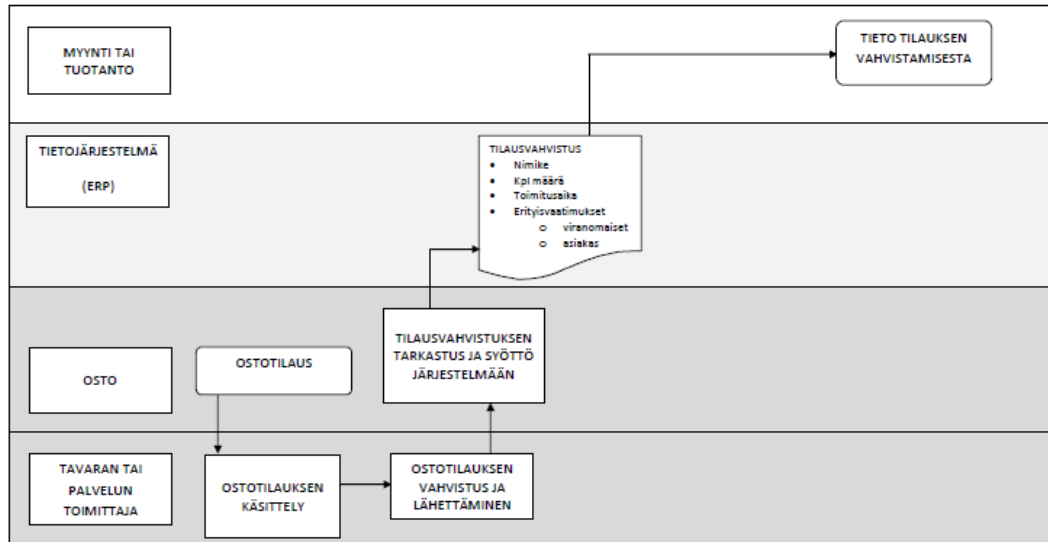 MYYNTI TAI
TUOTANTO
TIETO TILAUKSEN
VAHVISTAMISESTA
TIETOJÄRJESTELMÄ
(ERP)
TILAUSVAHVISTUS
• Nimike
• Kpl määrä
• Toimitusaika
• Erityisvaatimukset
o viranomaiset
o asiakas
OSTO
OSTOTILAUS
TILAUSVAHVISTUKSEN
TARKASTUS JA SYÖTTÖ
JÄRJESTELMÄÄN
TAVARAN TAI
PALVELUN
TOIMITTAJA
OSTOTILAUKSEN
KÄSITTELY
OSTOTILAUKSEN
VAHVISTUS JA
LÄHETTÄMINEN